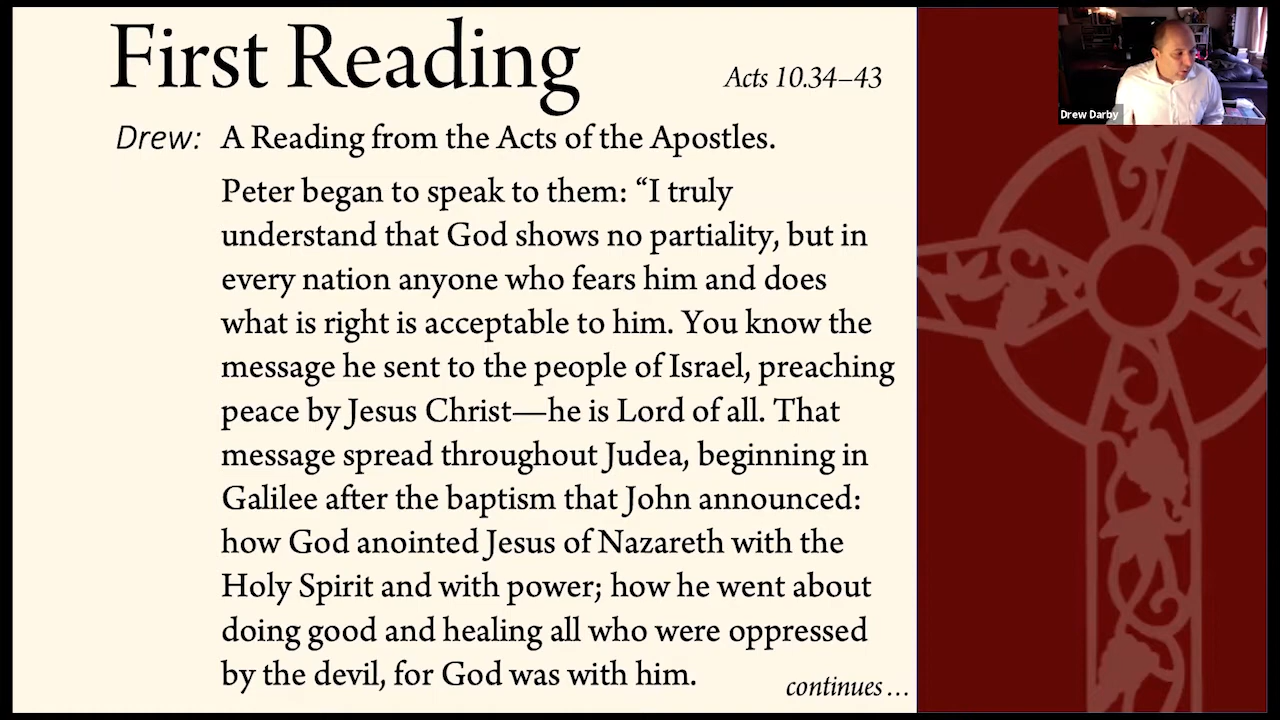 First Reading
Acts 10.34–43
Drew: A Reading from the Acts of the Apostles.
Peter began to speak to them: “I truly
understand that God shows no partiality, but in
every nation anyone who fears him and does
what is right is acceptable to him. You know the
message he sent to the people of Israel, preaching
peace by Jesus Christ—he is Lord of all. That
message spread throughout Judea, beginning in
Galilee after the baptism that John announced:
how God anointed Jesus of Nazareth with the
Holy Spirit and with power; how he went about
doing good and healing all who were oppressed
by the devil, for God was with him.
continues…
Drew Darby